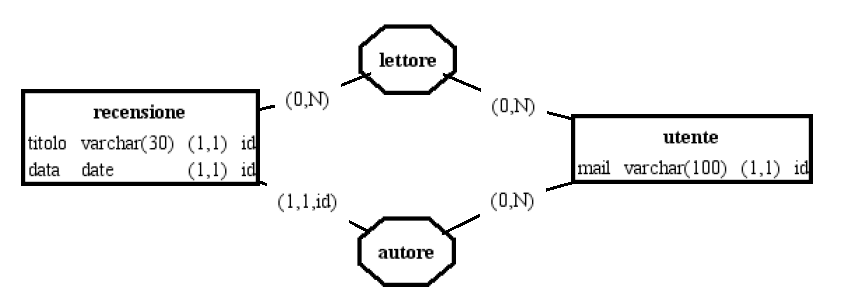 lettore
(0,N)
(0,N)
recensione
titolo varchar(30) (1,1) id
data date (1,1) id
utente
mail varchar(100) (1,1) id
(1,1,id)
(0,N)
autore